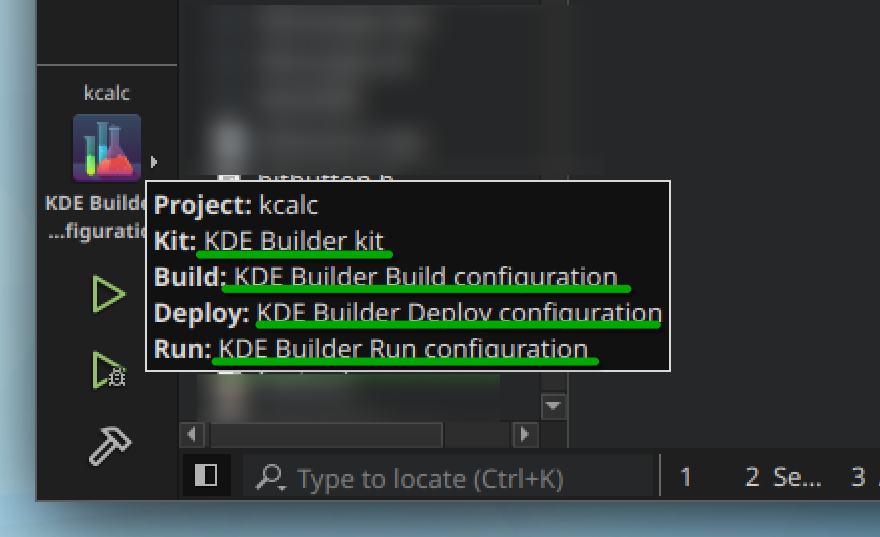 kcalc
KDE Builde
...figuratio
Project: kcalc
Kit: KDE Builder kit
Build: KDE Builder Build configuration
Deploy: KDE Builder Deploy configuration
Run: KDE Builder Run configuration
Type to locate (Ctrl+K)
1
2 Se...
3